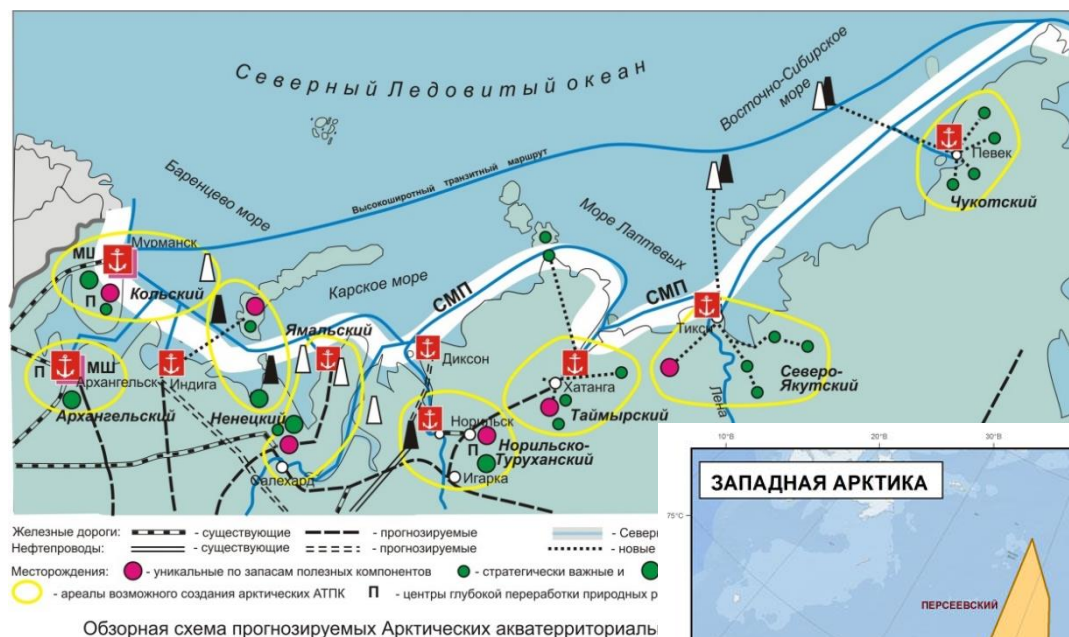 Северный Ледовитый океан
Восточно-Сибирское
море
Певек
Чукотский
Баренцево море
Высокоширотный транзитный маршрут
Море Лаптевых
Мурманск
МШ
Кольский
П
Карское море
СМП
СМП
Тикси
Ямальский
Диксон
Северо-
Якутский
Лена
П
МШ
Архангельск
Индига
Хатанга
Архангельский
Ненецкий
Таймырский
Норильск
П
Норильско-
Туруханский
Салехард
Игарка
Железные дороги: - существующие - прогнозируемые - Северн
Нефтепроводы: - существующие - прогнозируемые - новые
Месторождения: - уникальные по запасам полезных компонентов - стратегически важные и
- ареалы возможного создания арктических АТПК П - центры глубокой переработки природных р
Обзорная схема прогнозируемых Арктических акватерриториаль
10°В 20°В 30°В
ЗАПАДНАЯ АРКТИКА
75°С
ПЕРСЕЕВСКИЙ